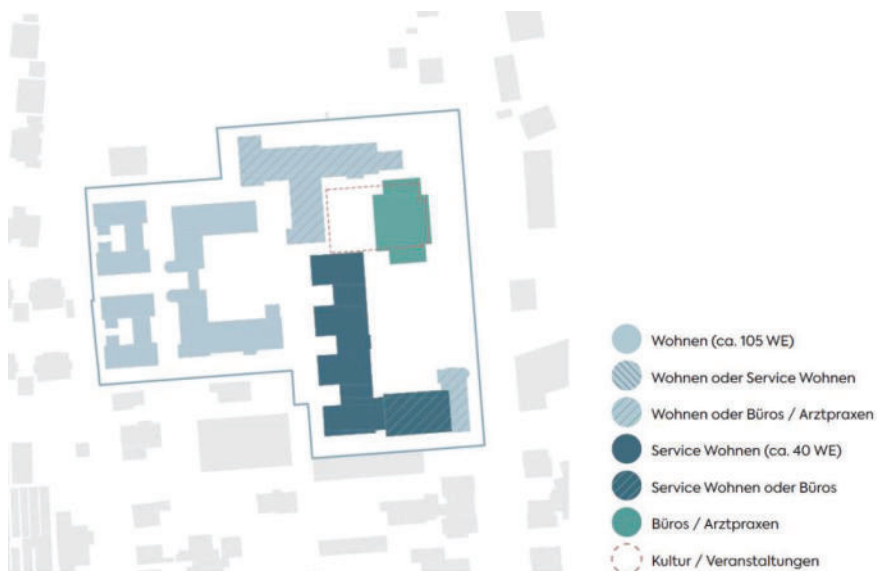 Wohnen (ca. 105 WE)
Wohnen oder Service Wohnen
Wohnen oder Büros / Arztpraxen
Service Wohnen (ca. 40 WE)
Service Wohnen oder Büros
Büros / Arztpraxen
Kultur / Veranstaltungen